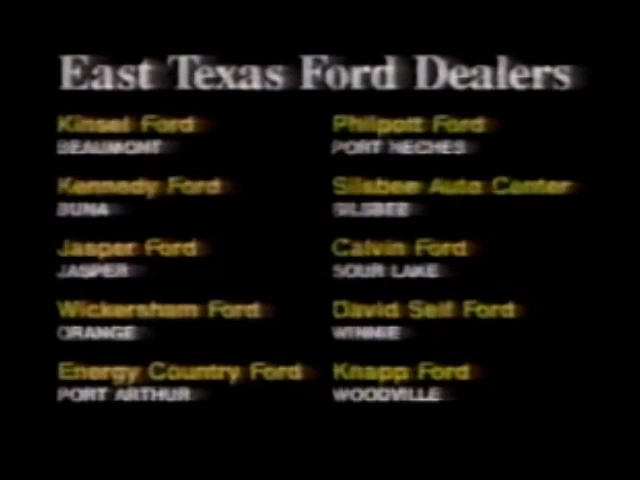 East Texas Ford Dealers
Kinsel Ford
BEAUMONT
Kennedy Ford
BUNA
Jasper Ford
JASPER
Wickersham Ford
ORANGE
Energy Country Ford
PORT ARTHUR
Philpott Ford
PORT NECHES
Silsbee Auto Center
SILSBEE
Calvin Ford
SOUR LAKE
David Self Ford
WINNIE
Knapp Ford
WOODVILLE